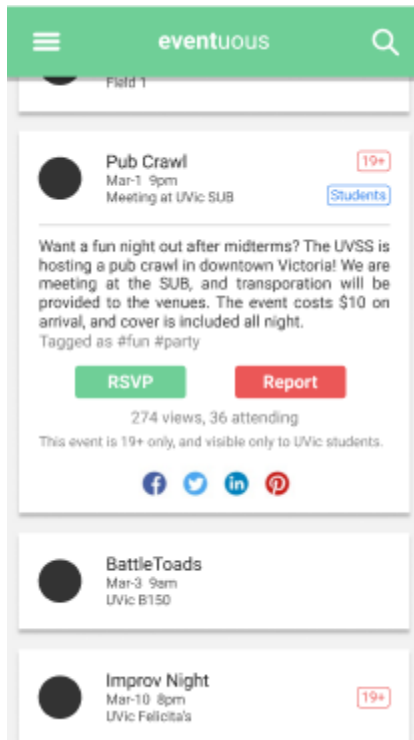 eventuous
Field 1
Pub Crawl
19+
Mar-1 9pm
Meeting at UVic SUB
Students
Want a fun night out after midterms? The UVSS is
hosting a pub crawl in downtown Victoria! We are
meeting at the SUB, and transporation will be
provided to the venues. The event costs $10 on
arrival, and cover is included all night.
Tagged as #fun #party
RSVP
Report
274 views, 36 attending
This event is 19+ only, and visible only to UVic students.
BattleToads
Mar-3 9am
UVic B150
Improv Night
Mar-10 8pm
19+
UVic Felicita's